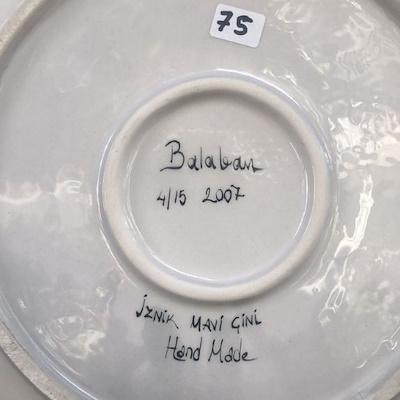 75
Balaban
4/15 2007
İZNİK MAVİ ÇİNİ
Hand Made